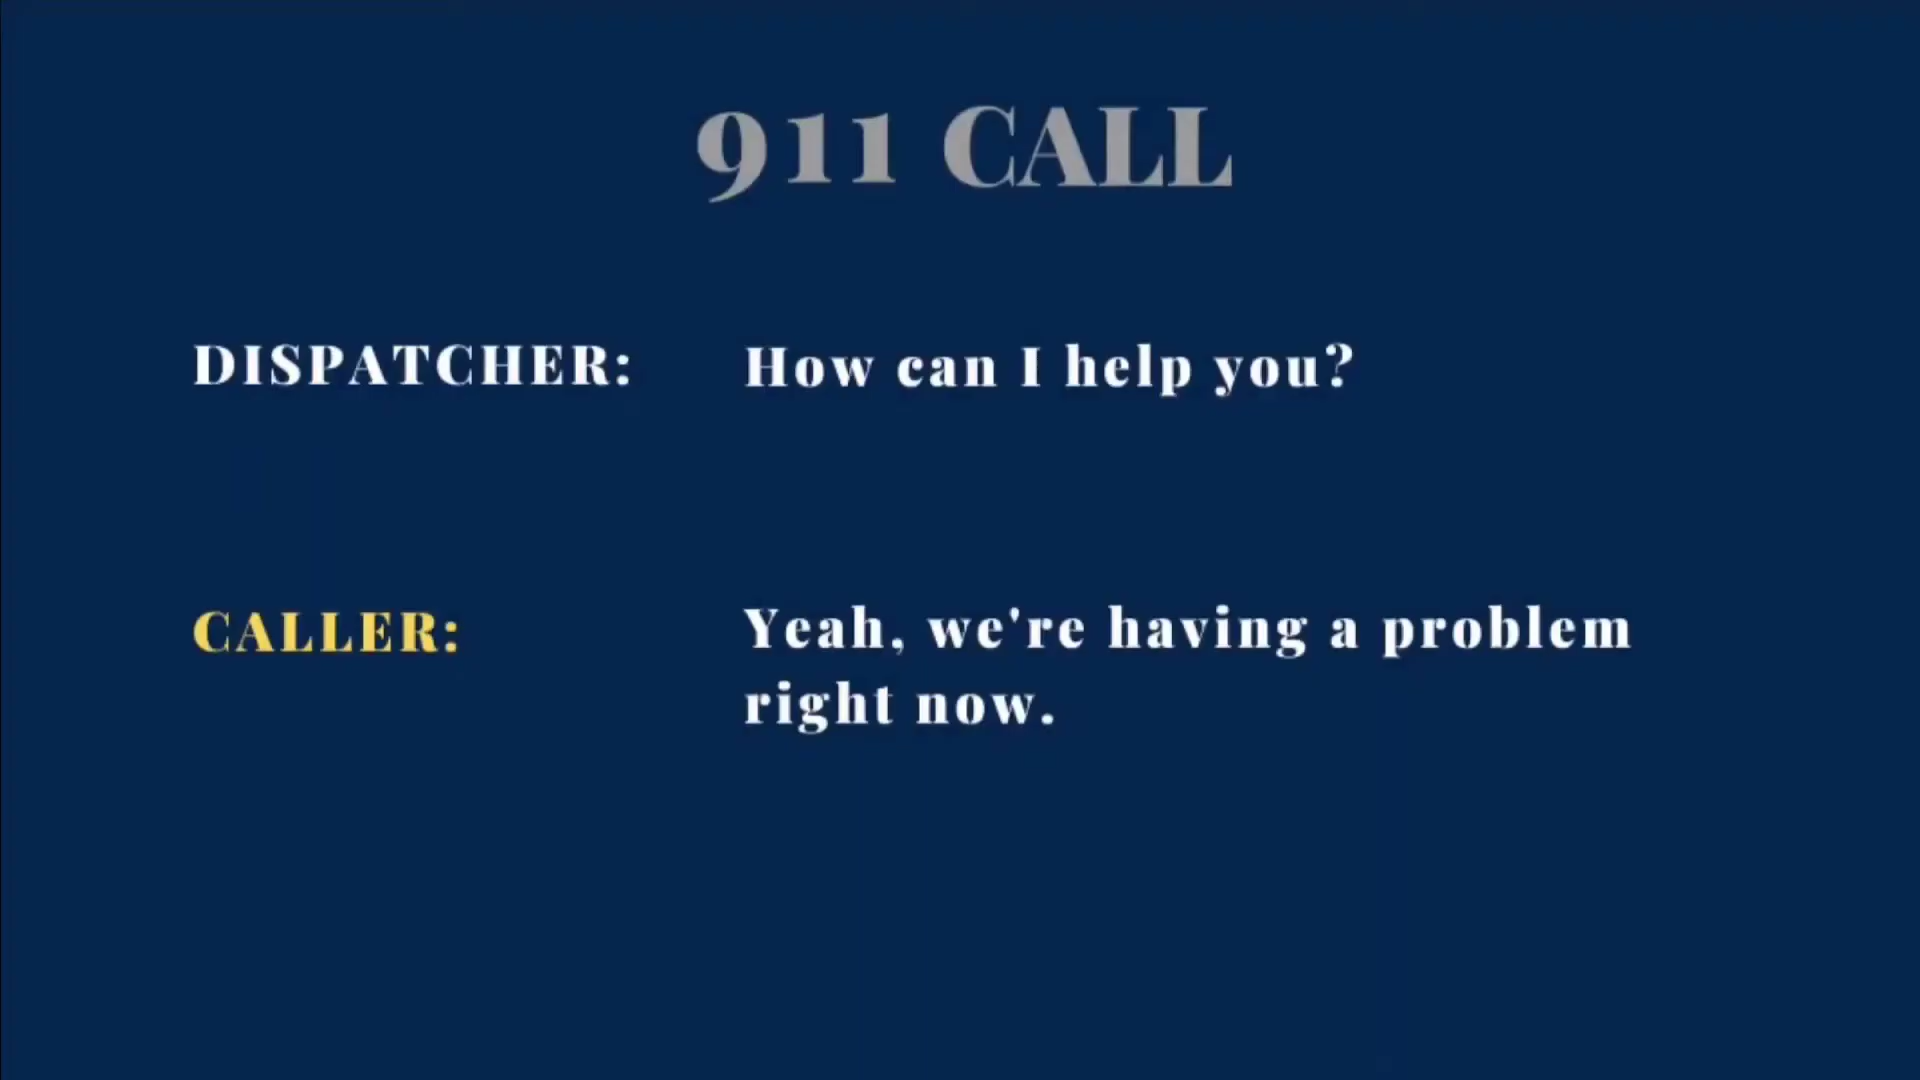 911 CALL
DISPATCHER: How can I help you?
CALLER: Yeah, we're having a problem
right now.